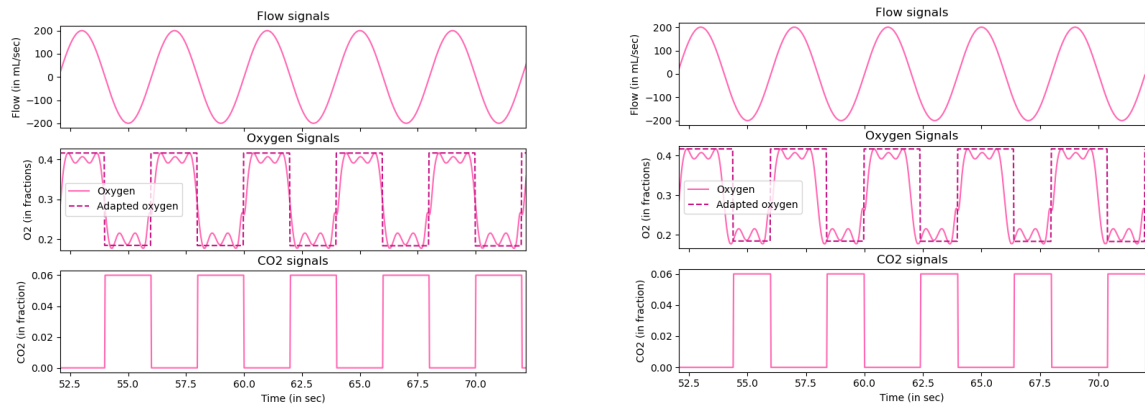 Flow signals
Flow (in mL/sec)
200
100
0
−100
−200
Oxygen Signals
O2 (in fractions)
0.4
0.3
0.2
Oxygen
Adapted oxygen
CO2 signals
CO2 (in fraction)
0.06
0.04
0.02
0.00
52.5 55.0 57.5 60.0 62.5 65.0 67.5 70.0
Time (in sec)
Flow signals
Flow (in mL/sec)
200
100
0
−100
−200
Oxygen Signals
O2 (in fractions)
0.4
0.3
0.2
Oxygen
Adapted oxygen
CO2 signals
CO2 (in fraction)
0.06
0.04
0.02
0.00
52.5 55.0 57.5 60.0 62.5 65.0 67.5 70.0
Time (in sec)